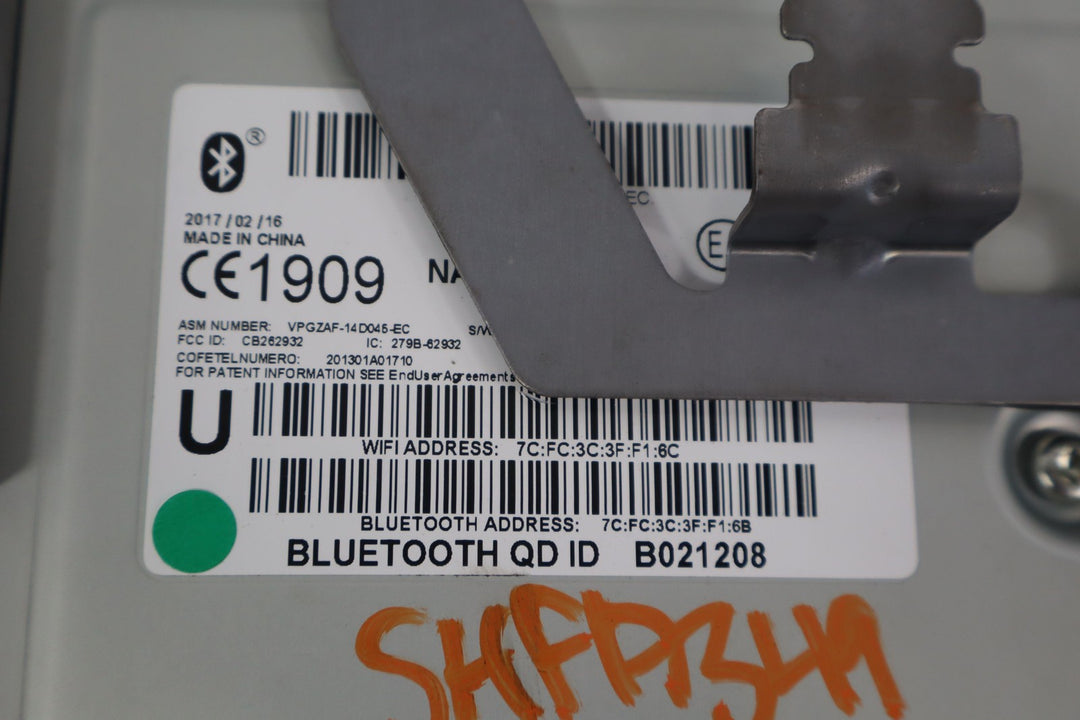 ®
EC
2017 / 02 / 16
MADE IN CHINA
E
CE1909 NA
ASM NUMBER: VPGZAF-14D045-EC S/W
FCC ID: CB262932 IC: 279B-62932
COFETELNUMERO: 201301A01710
FOR PATENT INFORMATION SEE EndUserAgreements
U
WIFI ADDRESS: 7C:FC:3C:3F:F1:6C
BLUETOOTH ADDRESS: 7C:FC:3C:3F:F1:6B
BLUETOOTH QD ID B021208